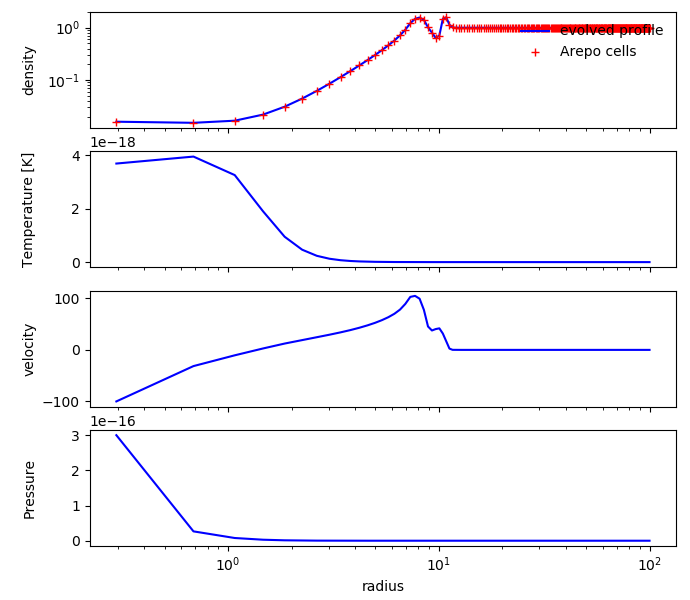 density
10⁰
10⁻¹
evolved profile
Arepo cells
1e−18
Temperature [K]
4
2
0
velocity
100
0
−100
1e−16
Pressure
3
2
1
0
10⁰
10¹
10²
radius